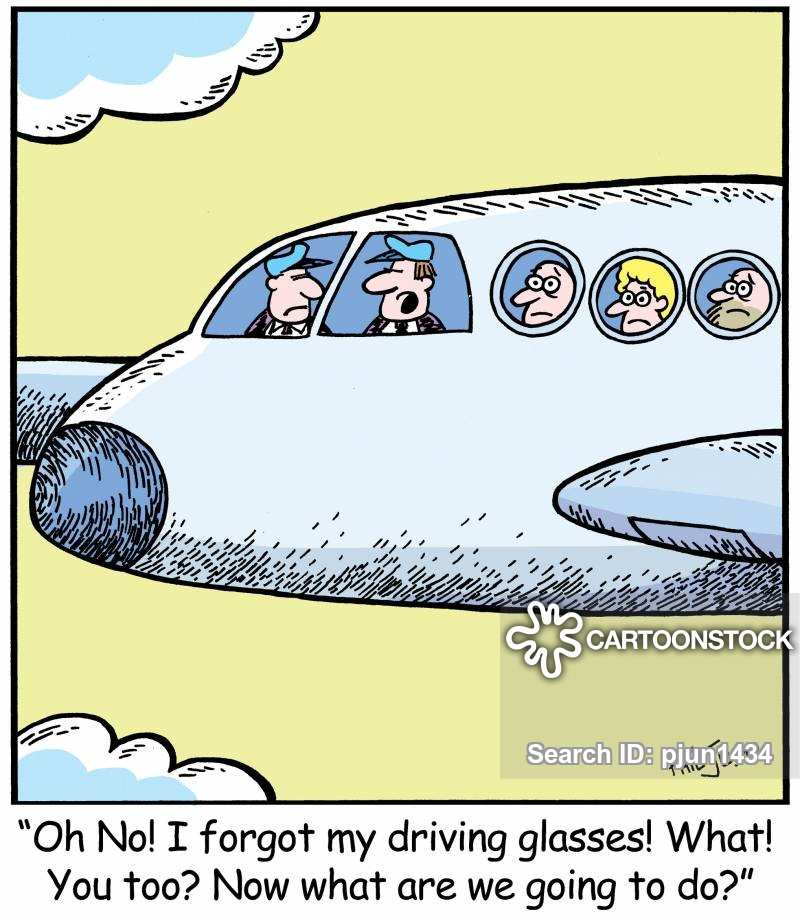 CARTOONSTOCK
Search ID: pjun1434
“Oh No! I forgot my driving glasses! What!
You too? Now what are we going to do?”